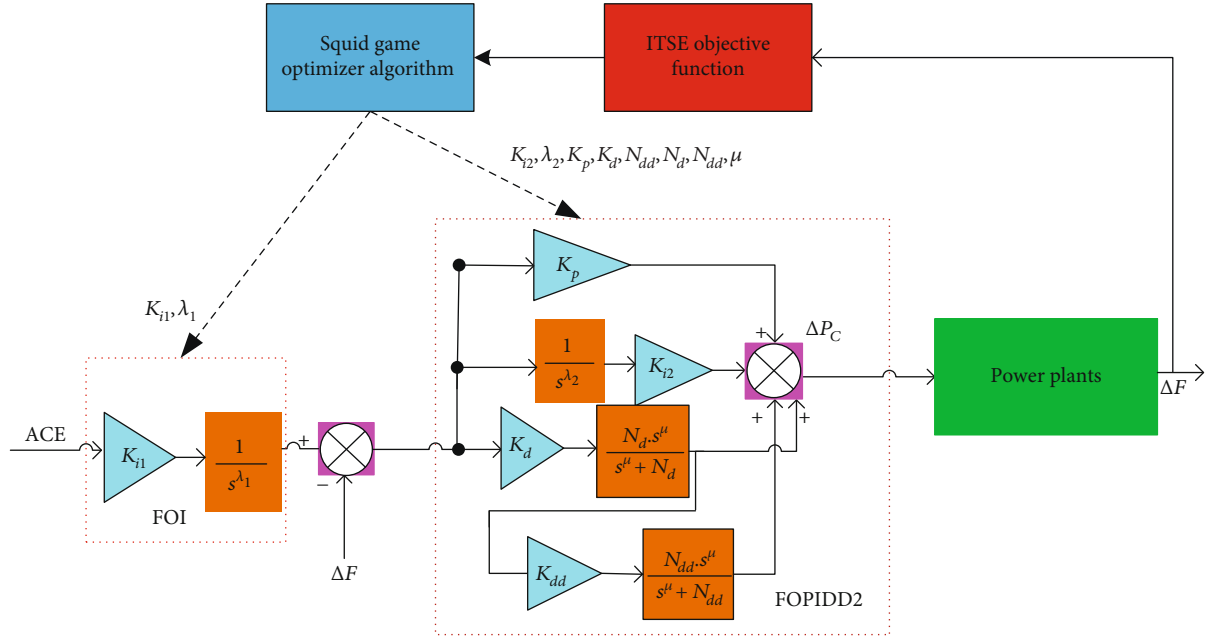 Squid game
optimizer algorithm
ITSE objective
function
K_{i2}, λ_2, K_p, K_d, N_{dd}, N_d, N_{dd}, μ
K_{i1}, λ_1
K_p
+
ΔP_C
1
s^{λ_2}
K_{i2}
Power plants
ΔF
+
+
ACE
K_{i1}
1
s^{λ_1}
+
−
K_d
N_d.s^μ
s^μ + N_d
FOI
ΔF
K_{dd}
N_{dd}.s^μ
s^μ + N_{dd}
FOPIDD2